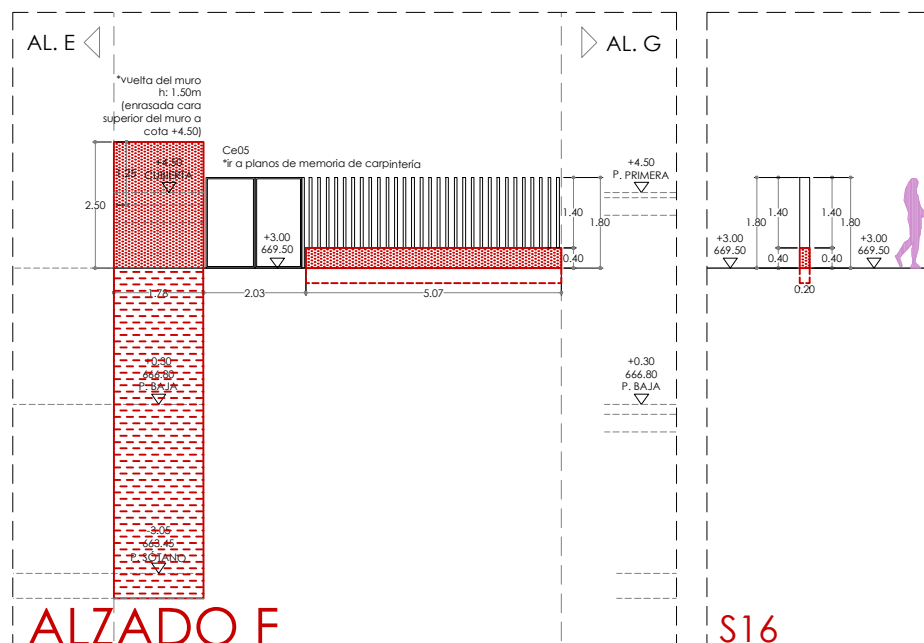 AL. E
AL. G
*vuelta del muro
h: 1.50m
(enrasada cara
superior del muro a
cota +4.50)
Ce05
*ir a planos de memoria de carpintería
+4.50
CUBIERTA
1.25
2.50
+3.00
669.50
1.40
1.80
0.40
+4.50
P. PRIMERA
1.78
2.03
5.07
+0.30
666.80
P. BAJA
+0.30
666.80
P. BAJA
-3.05
663.45
P. SÓTANO
ALZADO F
+3.00
669.50
1.80
1.40
0.40
1.40
1.80
0.40
+3.00
669.50
0.20
S16